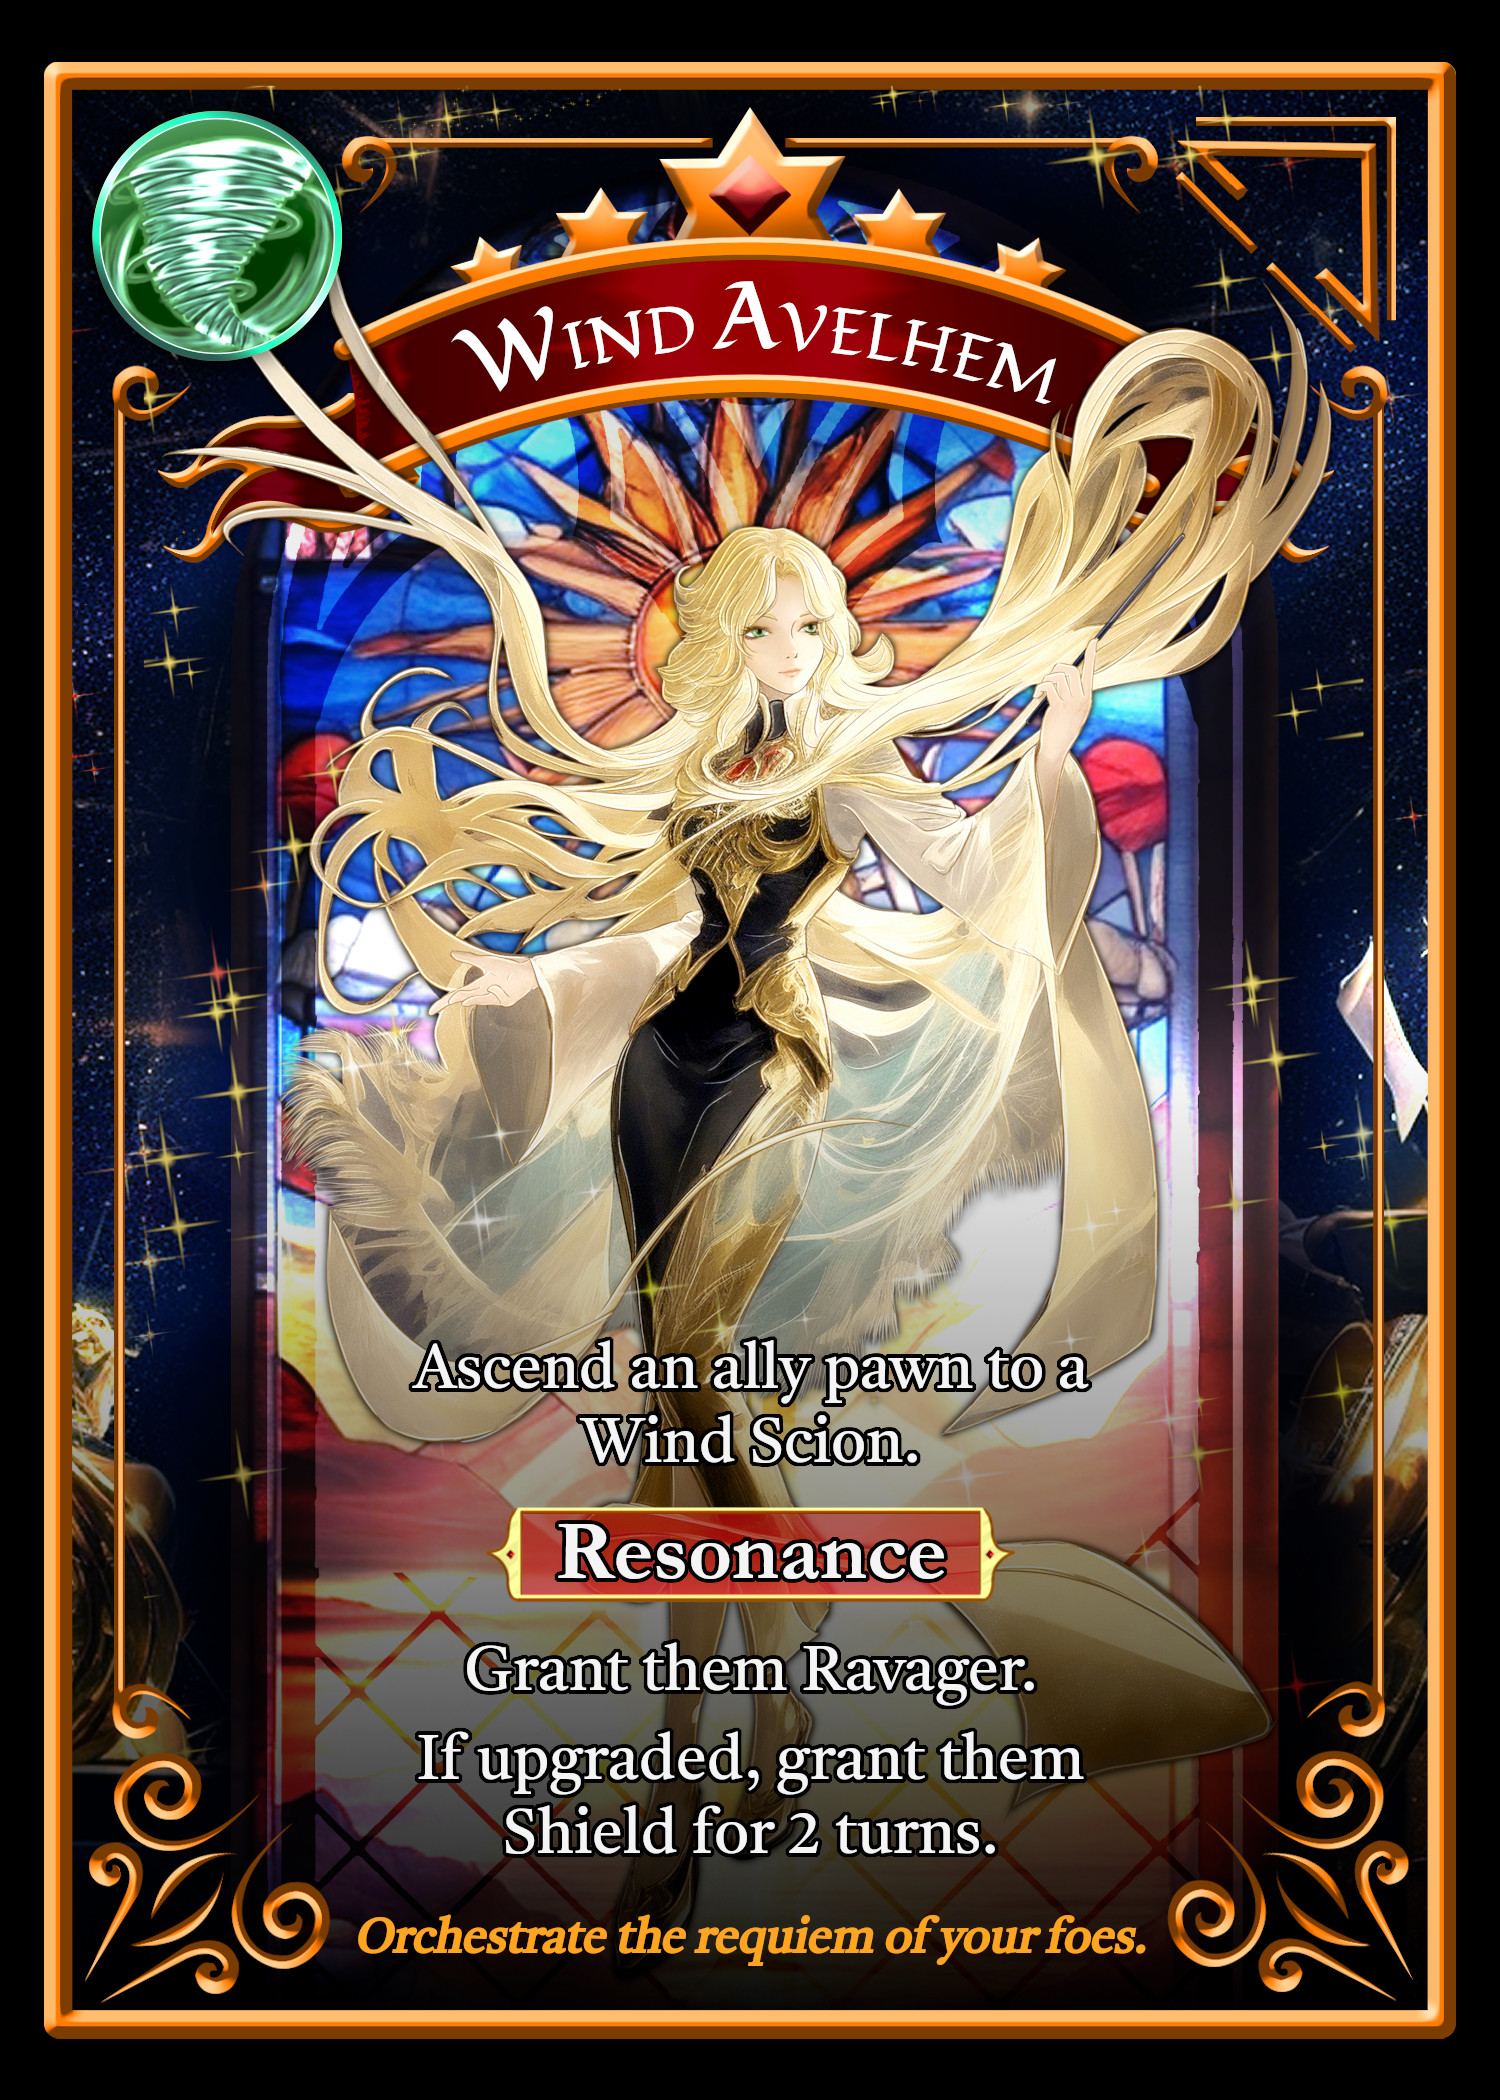 Wind Avelhem
Ascend an ally pawn to a
Wind Scion.
Resonance
Grant them Ravager.
If upgraded, grant them
Shield for 2 turns.
Orchestrate the requiem of your foes.